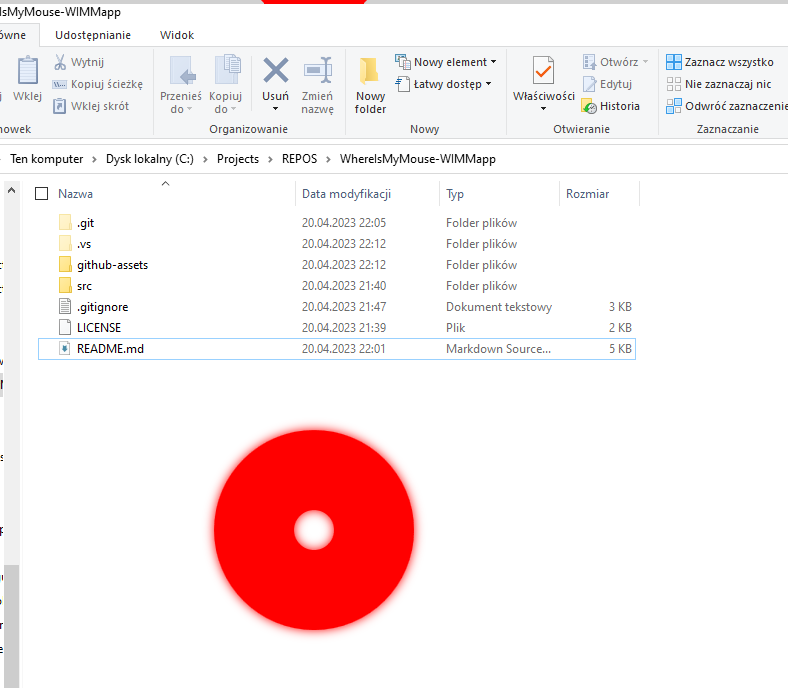 IsMyMouse-WIMMapp
ówne Udostępnianie Widok
Wklej
Wytnij
Kopiuj ścieżkę
Wklej skrót
Przenieś do
Kopiuj do
Usuń
Zmień nazwę
Organizowanie
Nowy folder
Nowy element
Łatwy dostęp
Nowy
Właściwości
Otwórz
Edytuj
Historia
Otwieranie
Zaznacz wszystko
Nie zaznaczaj nic
Odwróć zaznaczenie
Zaznaczanie
howek
Ten komputer > Dysk lokalny (C:) > Projects > REPOS > WhereIsMyMouse-WIMMapp
Nazwa Data modyfikacji Typ Rozmiar
.git 20.04.2023 22:05 Folder plików
.vs 20.04.2023 22:12 Folder plików
github-assets 20.04.2023 22:12 Folder plików
src 20.04.2023 21:40 Folder plików
.gitignore 20.04.2023 21:47 Dokument tekstowy 3 KB
LICENSE 20.04.2023 21:39 Plik 2 KB
README.md 20.04.2023 22:01 Markdown Source... 5 KB